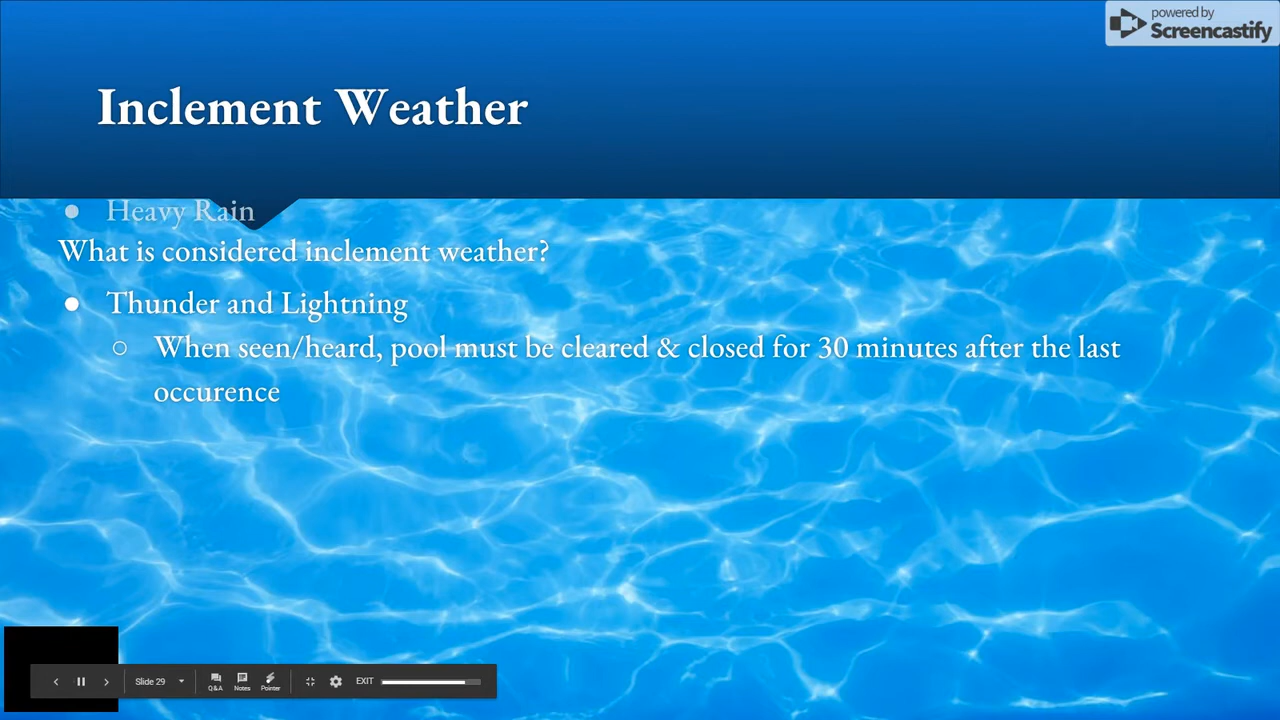 powered by
Screencastify
Inclement Weather
● Heavy Rain
What is considered inclement weather?
● Thunder and Lightning
○ When seen/heard, pool must be cleared & closed for 30 minutes after the last
occurence
Slide 29
Q&A
Notes
Pointer
EXIT